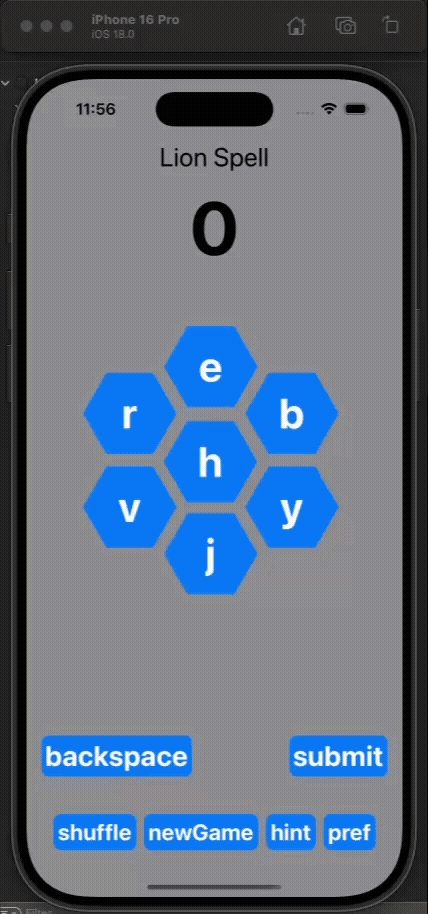 iPhone 16 Pro
iOS 18.0
11:56
Lion Spell
0
e
r
b
h
v
y
j
backspace submit
shuffle newGame hint pref